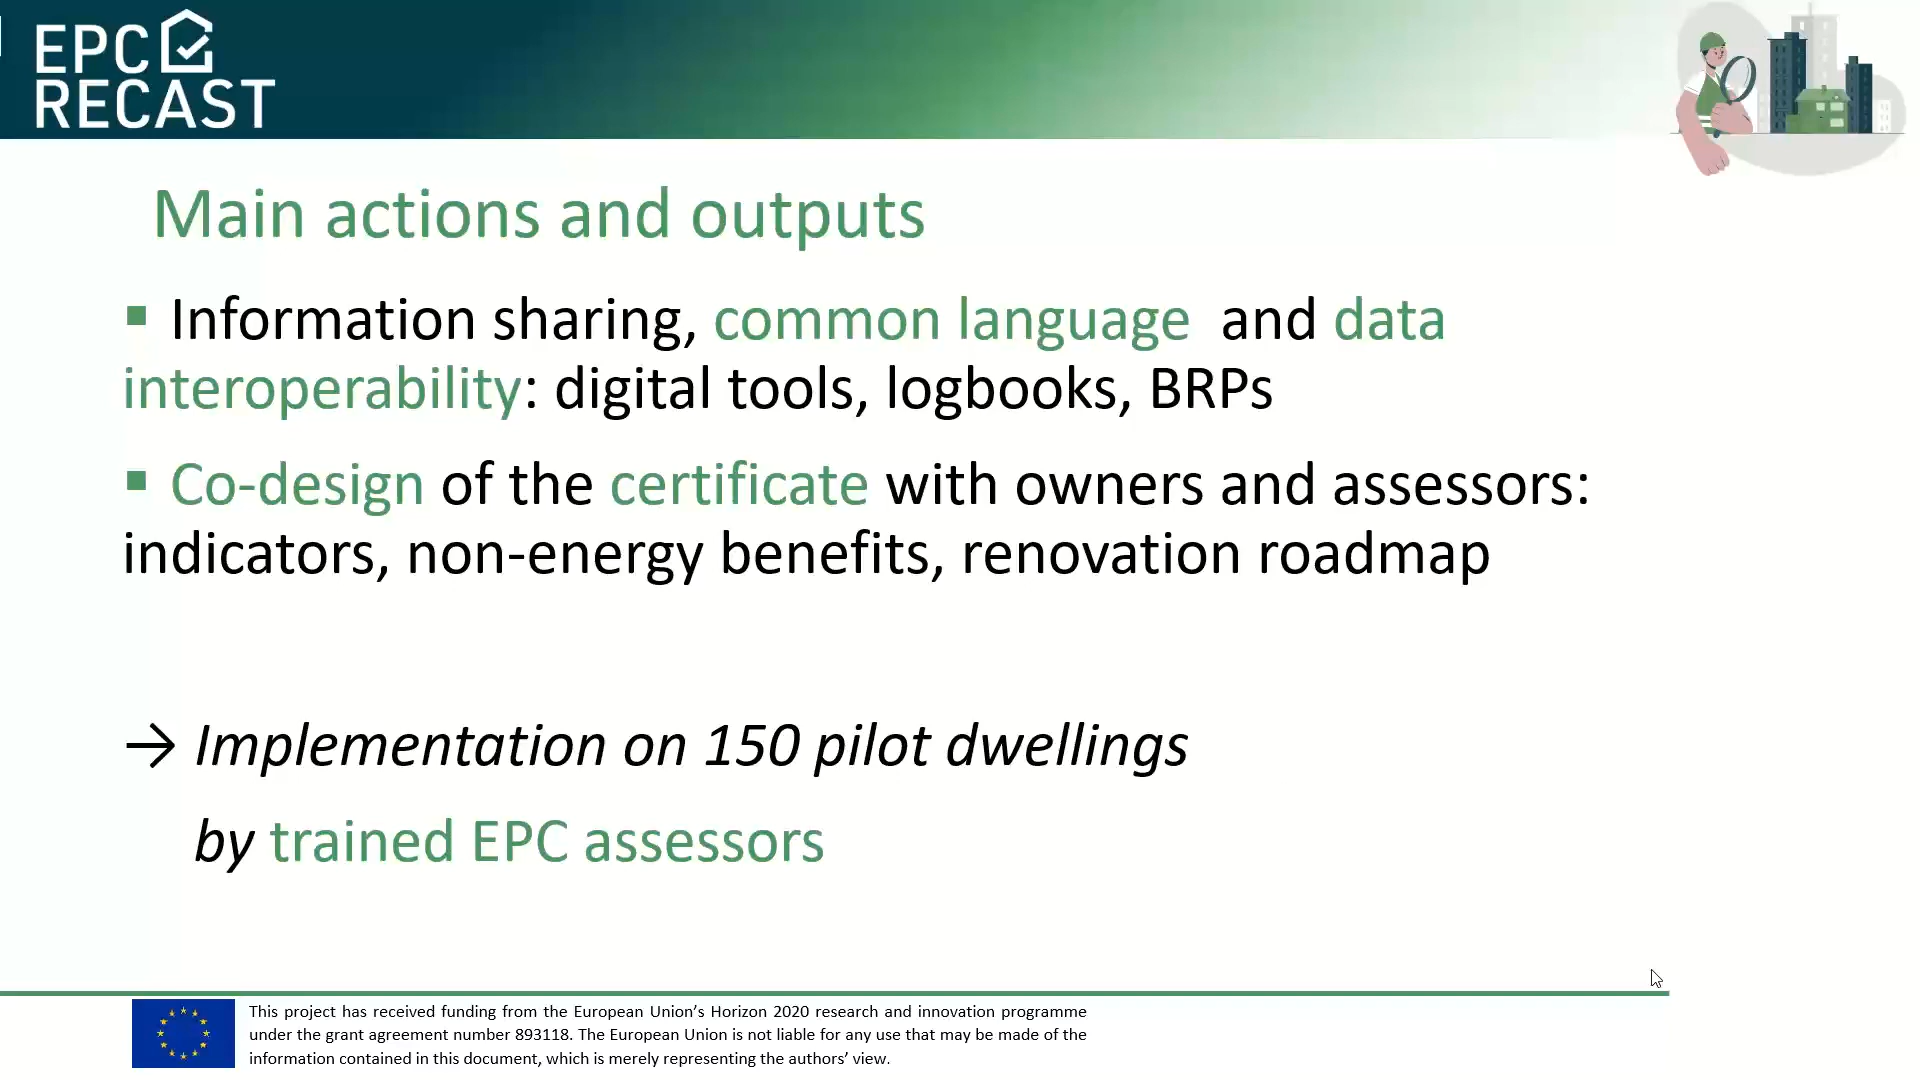 EPC
RECAST
Main actions and outputs
▪ Information sharing, common language and data
interoperability: digital tools, logbooks, BRPs
▪ Co-design of the certificate with owners and assessors:
indicators, non-energy benefits, renovation roadmap
→ Implementation on 150 pilot dwellings
by trained EPC assessors
This project has received funding from the European Union’s Horizon 2020 research and innovation programme
under the grant agreement number 893118. The European Union is not liable for any use that may be made of the
information contained in this document, which is merely representing the authors’ view.